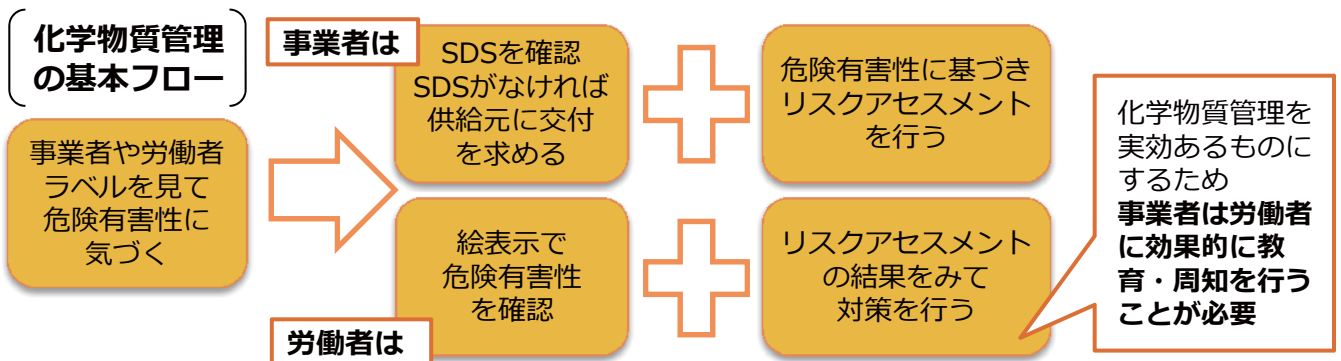 化学物質管理
の基本フロー
事業者や労働者
ラベルを見て
危険有害性に
気づく
事業者は
SDSを確認
SDSがなければ
供給元に交付
を求める
危険有害性に基づき
リスクアセスメント
を行う
労働者は
絵表示で
危険有害性
を確認
リスクアセスメント
の結果をみて
対策を行う
化学物質管理を
実効あるものに
するため
事業者は労働者
に効果的に教
育・周知を行う
ことが必要